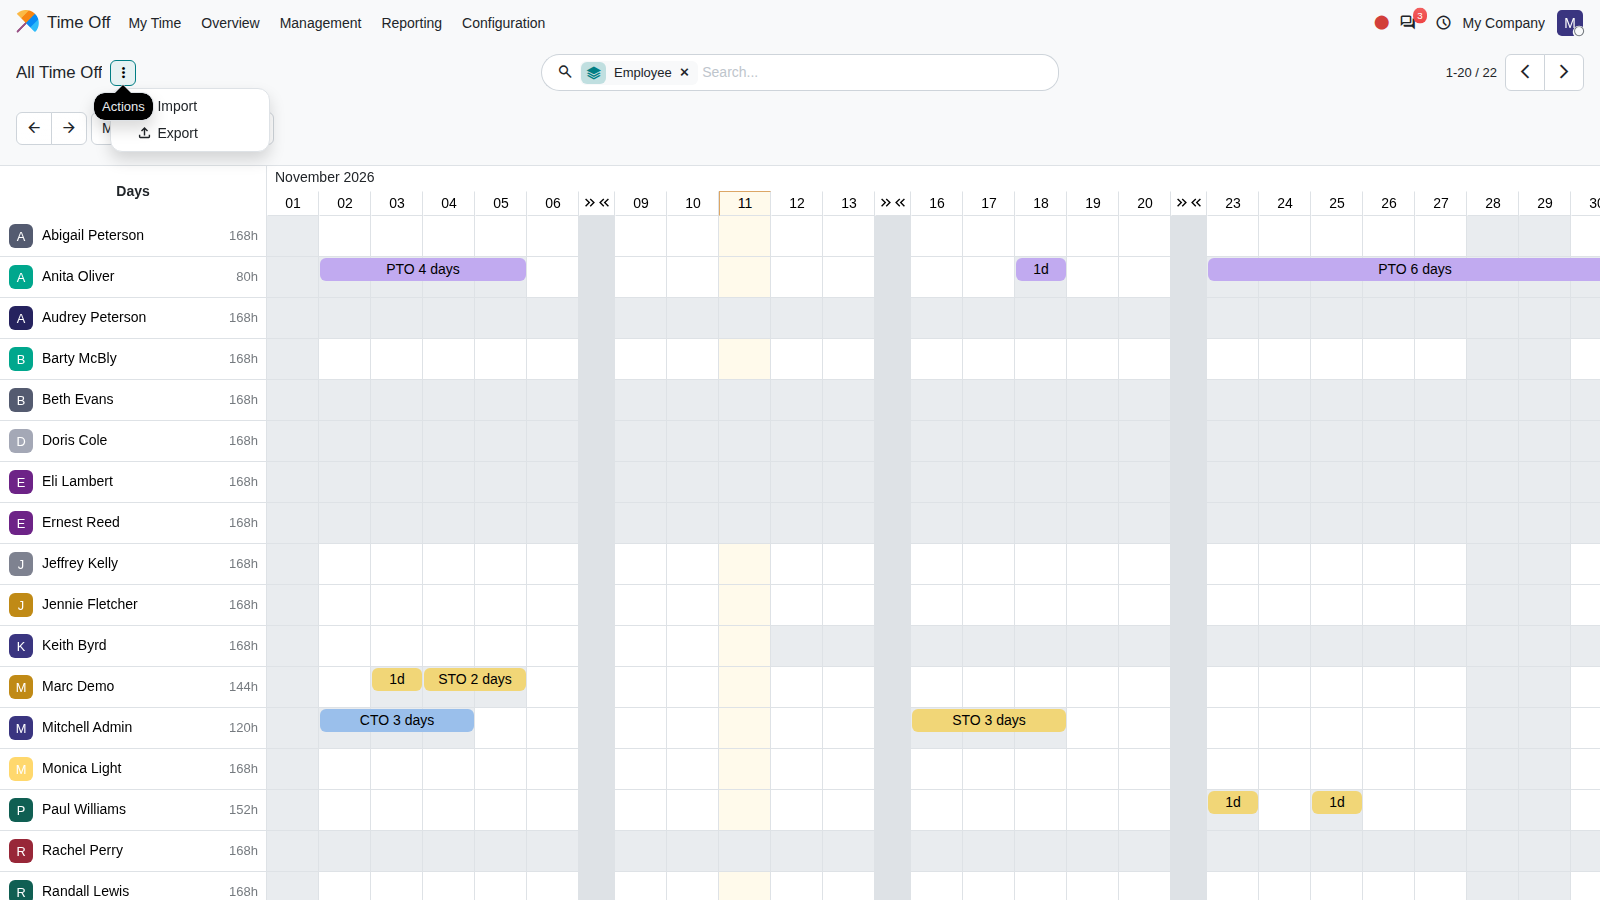 Time Off My Time Overview Management Reporting Configuration 3 My Company M
All Time Off Employee × Search... 1-20 / 22
Actions Import
M Export
November 2026
Days 01 02 03 04 05 06 09 10 11 12 13 16 17 18 19 20 23 24 25 26 27 28 29 30
A Abigail Peterson 168h
A Anita Oliver 80h PTO 4 days 1d PTO 6 days
A Audrey Peterson 168h
B Barty McBly 168h
B Beth Evans 168h
D Doris Cole 168h
E Eli Lambert 168h
E Ernest Reed 168h
J Jeffrey Kelly 168h
J Jennie Fletcher 168h
K Keith Byrd 168h
M Marc Demo 144h 1d STO 2 days
M Mitchell Admin 120h CTO 3 days STO 3 days
M Monica Light 168h
P Paul Williams 152h 1d 1d
R Rachel Perry 168h
R Randall Lewis 168h